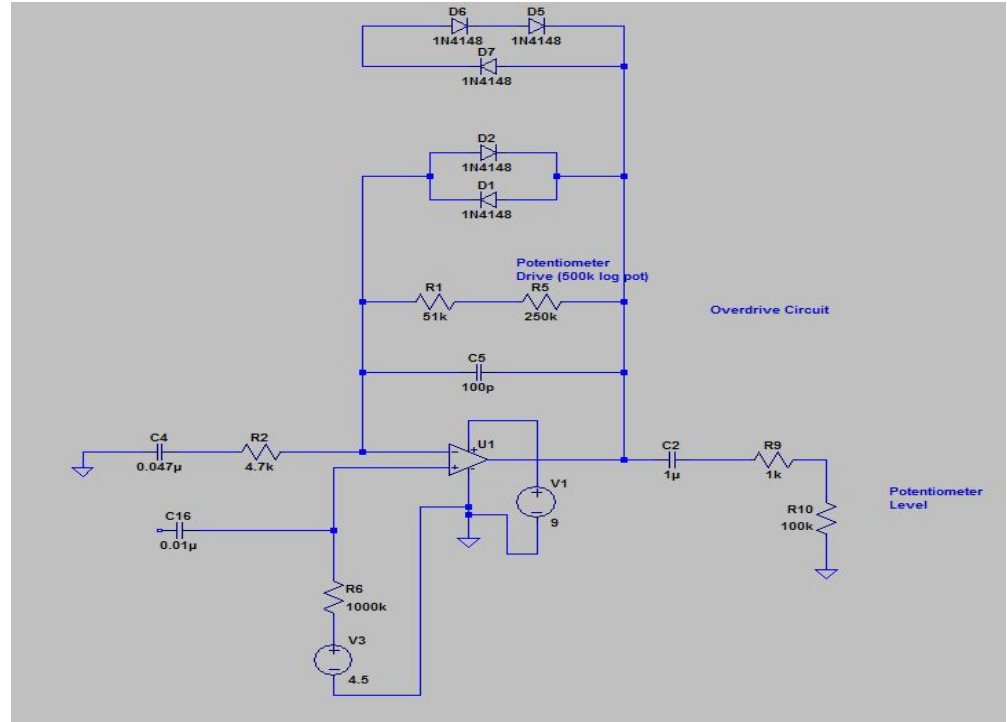 D6
D5
1N4148
1N4148
D7
1N4148
D2
1N4148
D1
1N4148
Potentiometer
Drive (500k log pot)
R1
R5
51k
250k
Overdrive Circuit
C5
100p
C4
R2
0.047µ
4.7k
U1
C2
R9
1µ
1k
V1
9
Potentiometer
Level
R10
100k
C16
0.01µ
R6
1000k
V3
4.5